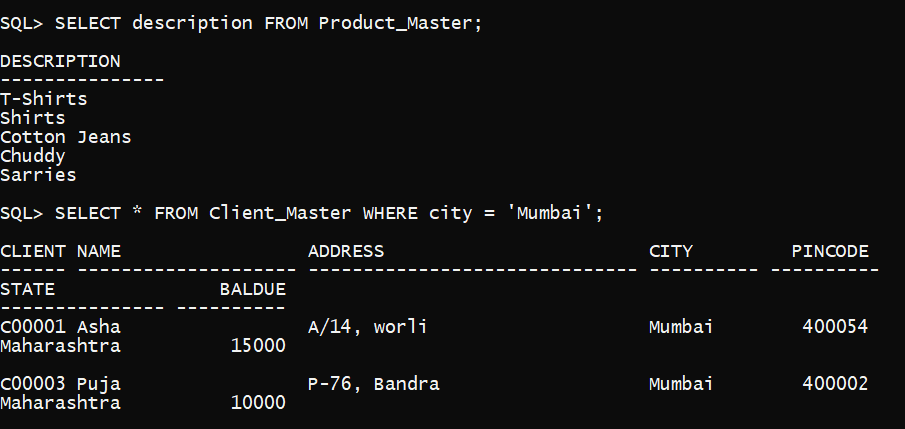 SQL> SELECT description FROM Product_Master;
DESCRIPTION
---------------
T-Shirts
Shirts
Cotton Jeans
Chuddy
Sarries
SQL> SELECT * FROM Client_Master WHERE city = 'Mumbai';
CLIENT NAME                 ADDRESS                        CITY         PINCODE
------ -------------------- ------------------------------ ---------- ----------
STATE               BALDUE
--------------- ----------
C00001 Asha                 A/14, worli                    Mumbai        400054
Maharashtra          15000
C00003 Puja                 P-76, Bandra                   Mumbai        400002
Maharashtra          10000